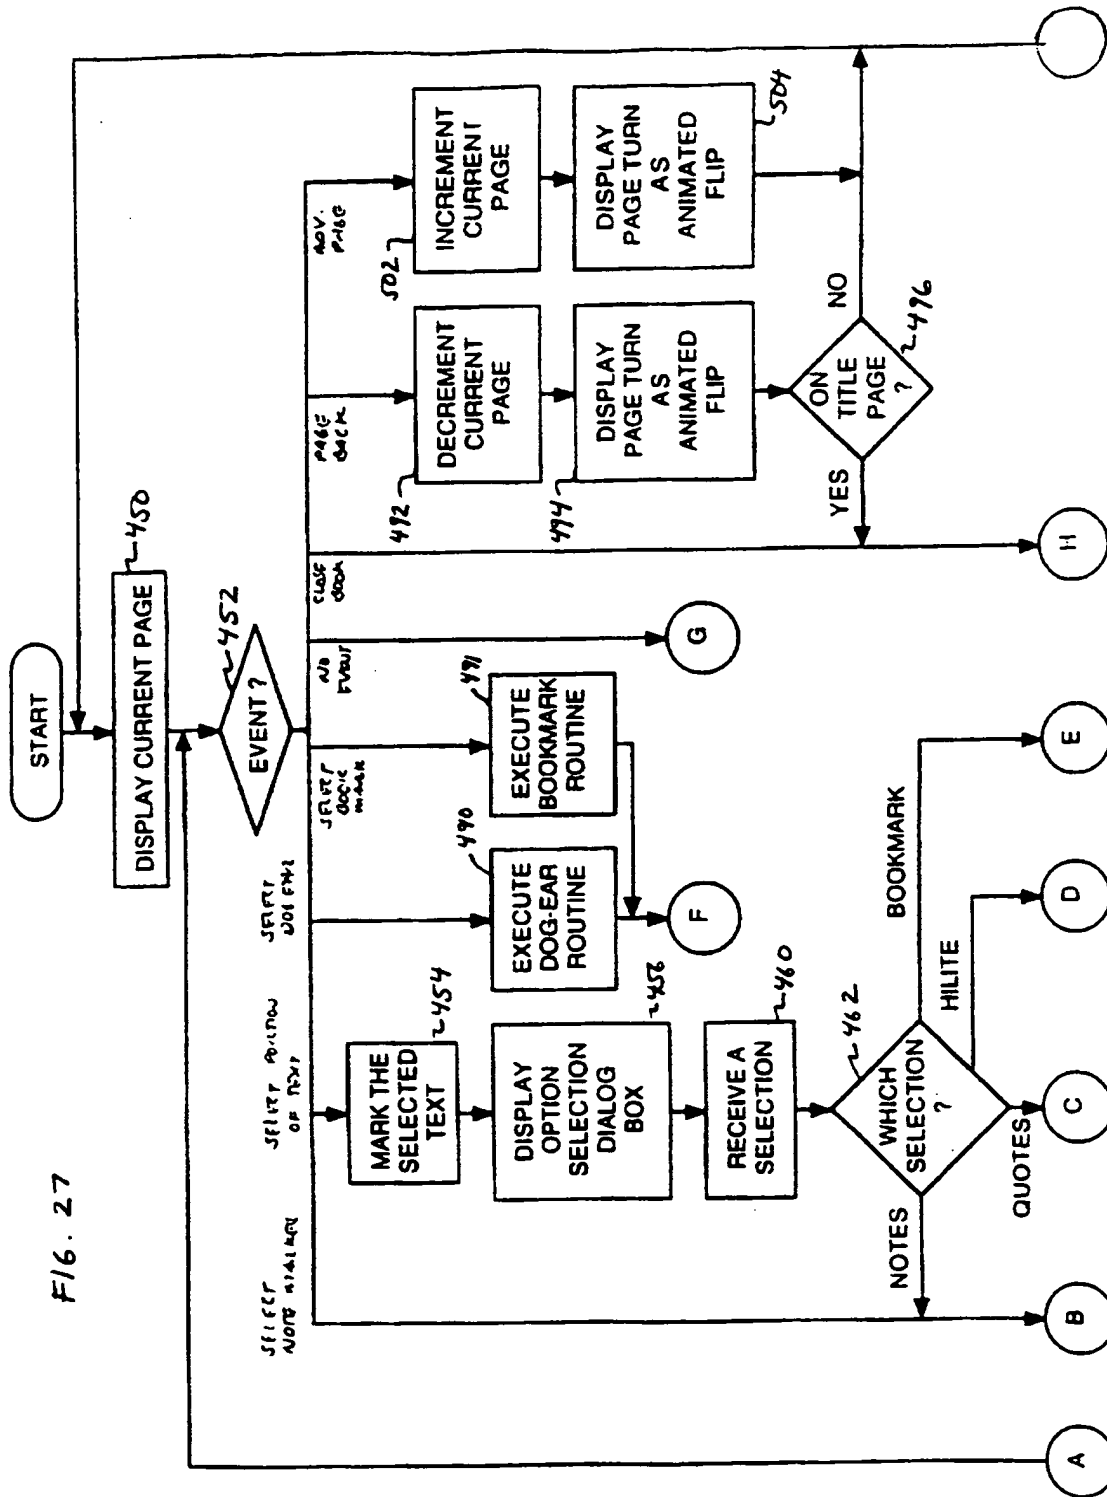 FIG. 27
START
DISPLAY CURRENT PAGE
450
EVENT ?
452
SELECT
NOTE
SELECT PORTION
OF TEXT
SELECT
DOG EAR
SELECT
BOOK
MARK
NO
EVENT
CLOSE
BOOK
PAGE
BACK
ADV.
PAGE
MARK THE
SELECTED
TEXT
454
DISPLAY
OPTION
SELECTION
DIALOG
BOX
456
RECEIVE A
SELECTION
460
WHICH
SELECTION
?
462
NOTES
QUOTES
HILITE
BOOKMARK
EXECUTE
DOG-EAR
ROUTINE
490
EXECUTE
BOOKMARK
ROUTINE
491
F
G
DECREMENT
CURRENT
PAGE
492
DISPLAY
PAGE TURN
AS
ANIMATED
FLIP
494
ON
TITLE
PAGE
?
496
YES
NO
INCREMENT
CURRENT
PAGE
502
DISPLAY
PAGE TURN
AS
ANIMATED
FLIP
504
A
B
C
D
E
H